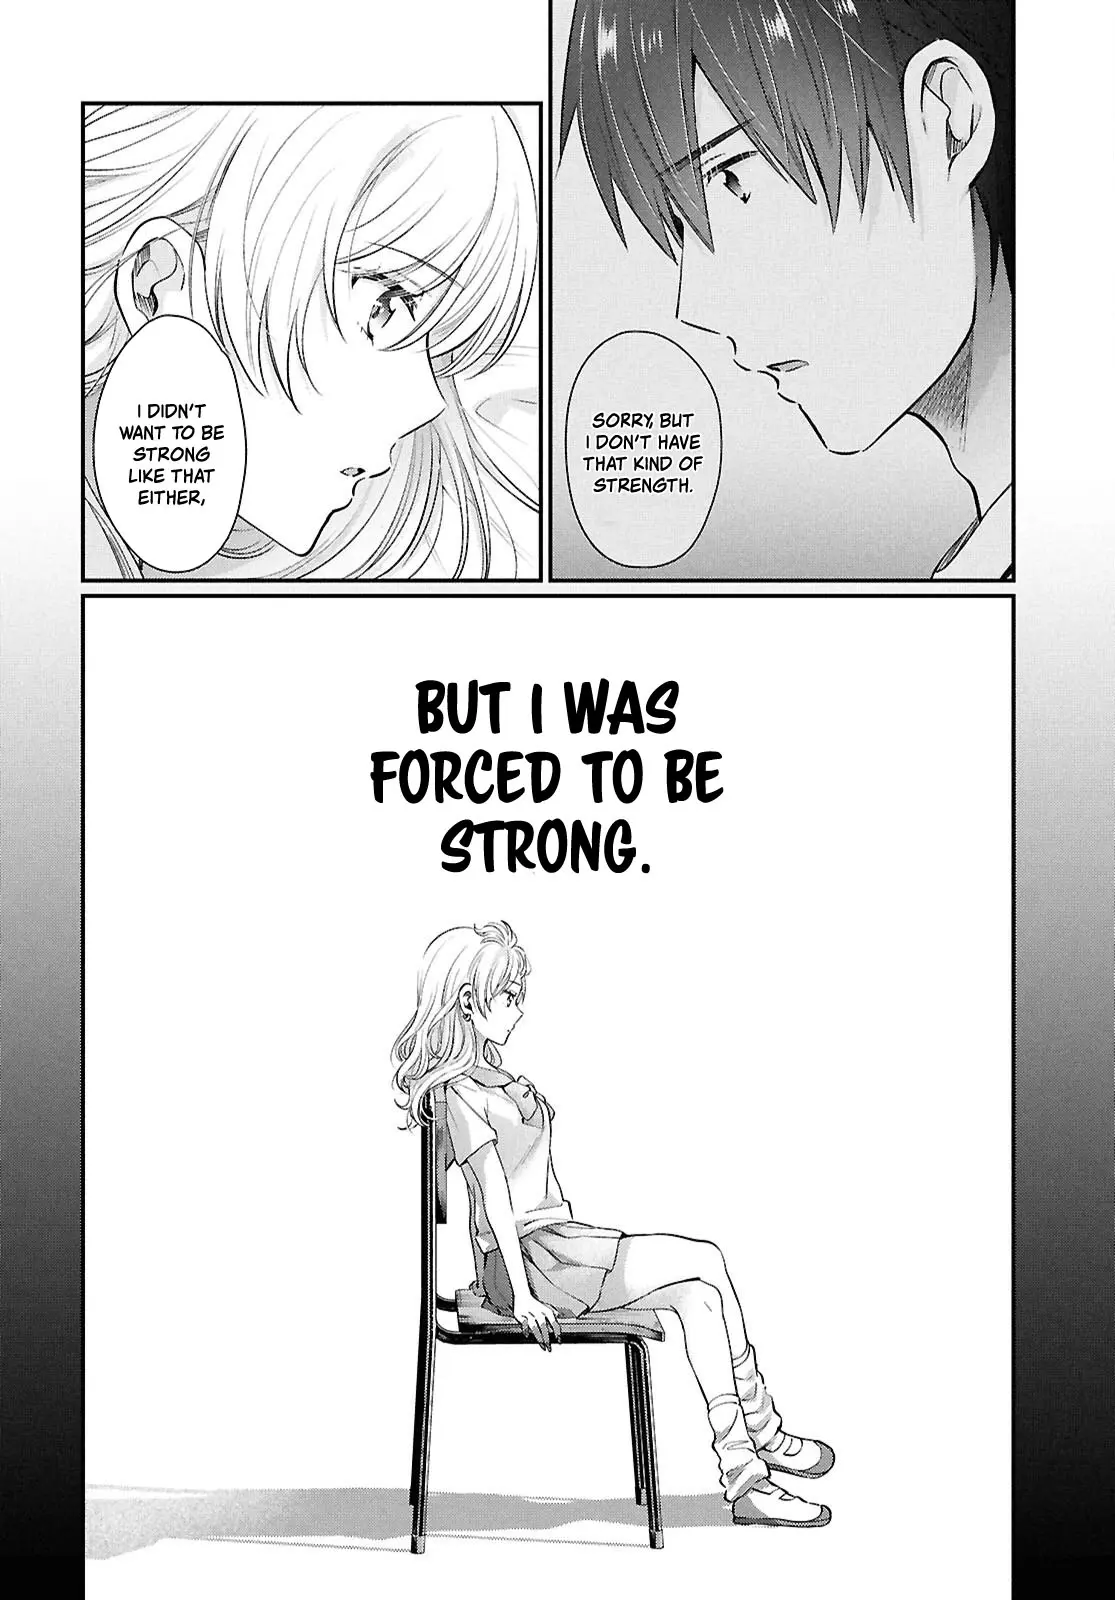 SORRY, BUT
I DON'T HAVE
THAT KIND OF
STRENGTH.
I DIDN'T
WANT TO BE
STRONG
LIKE THAT
EITHER,
BUT I WAS
FORCED TO BE
STRONG.